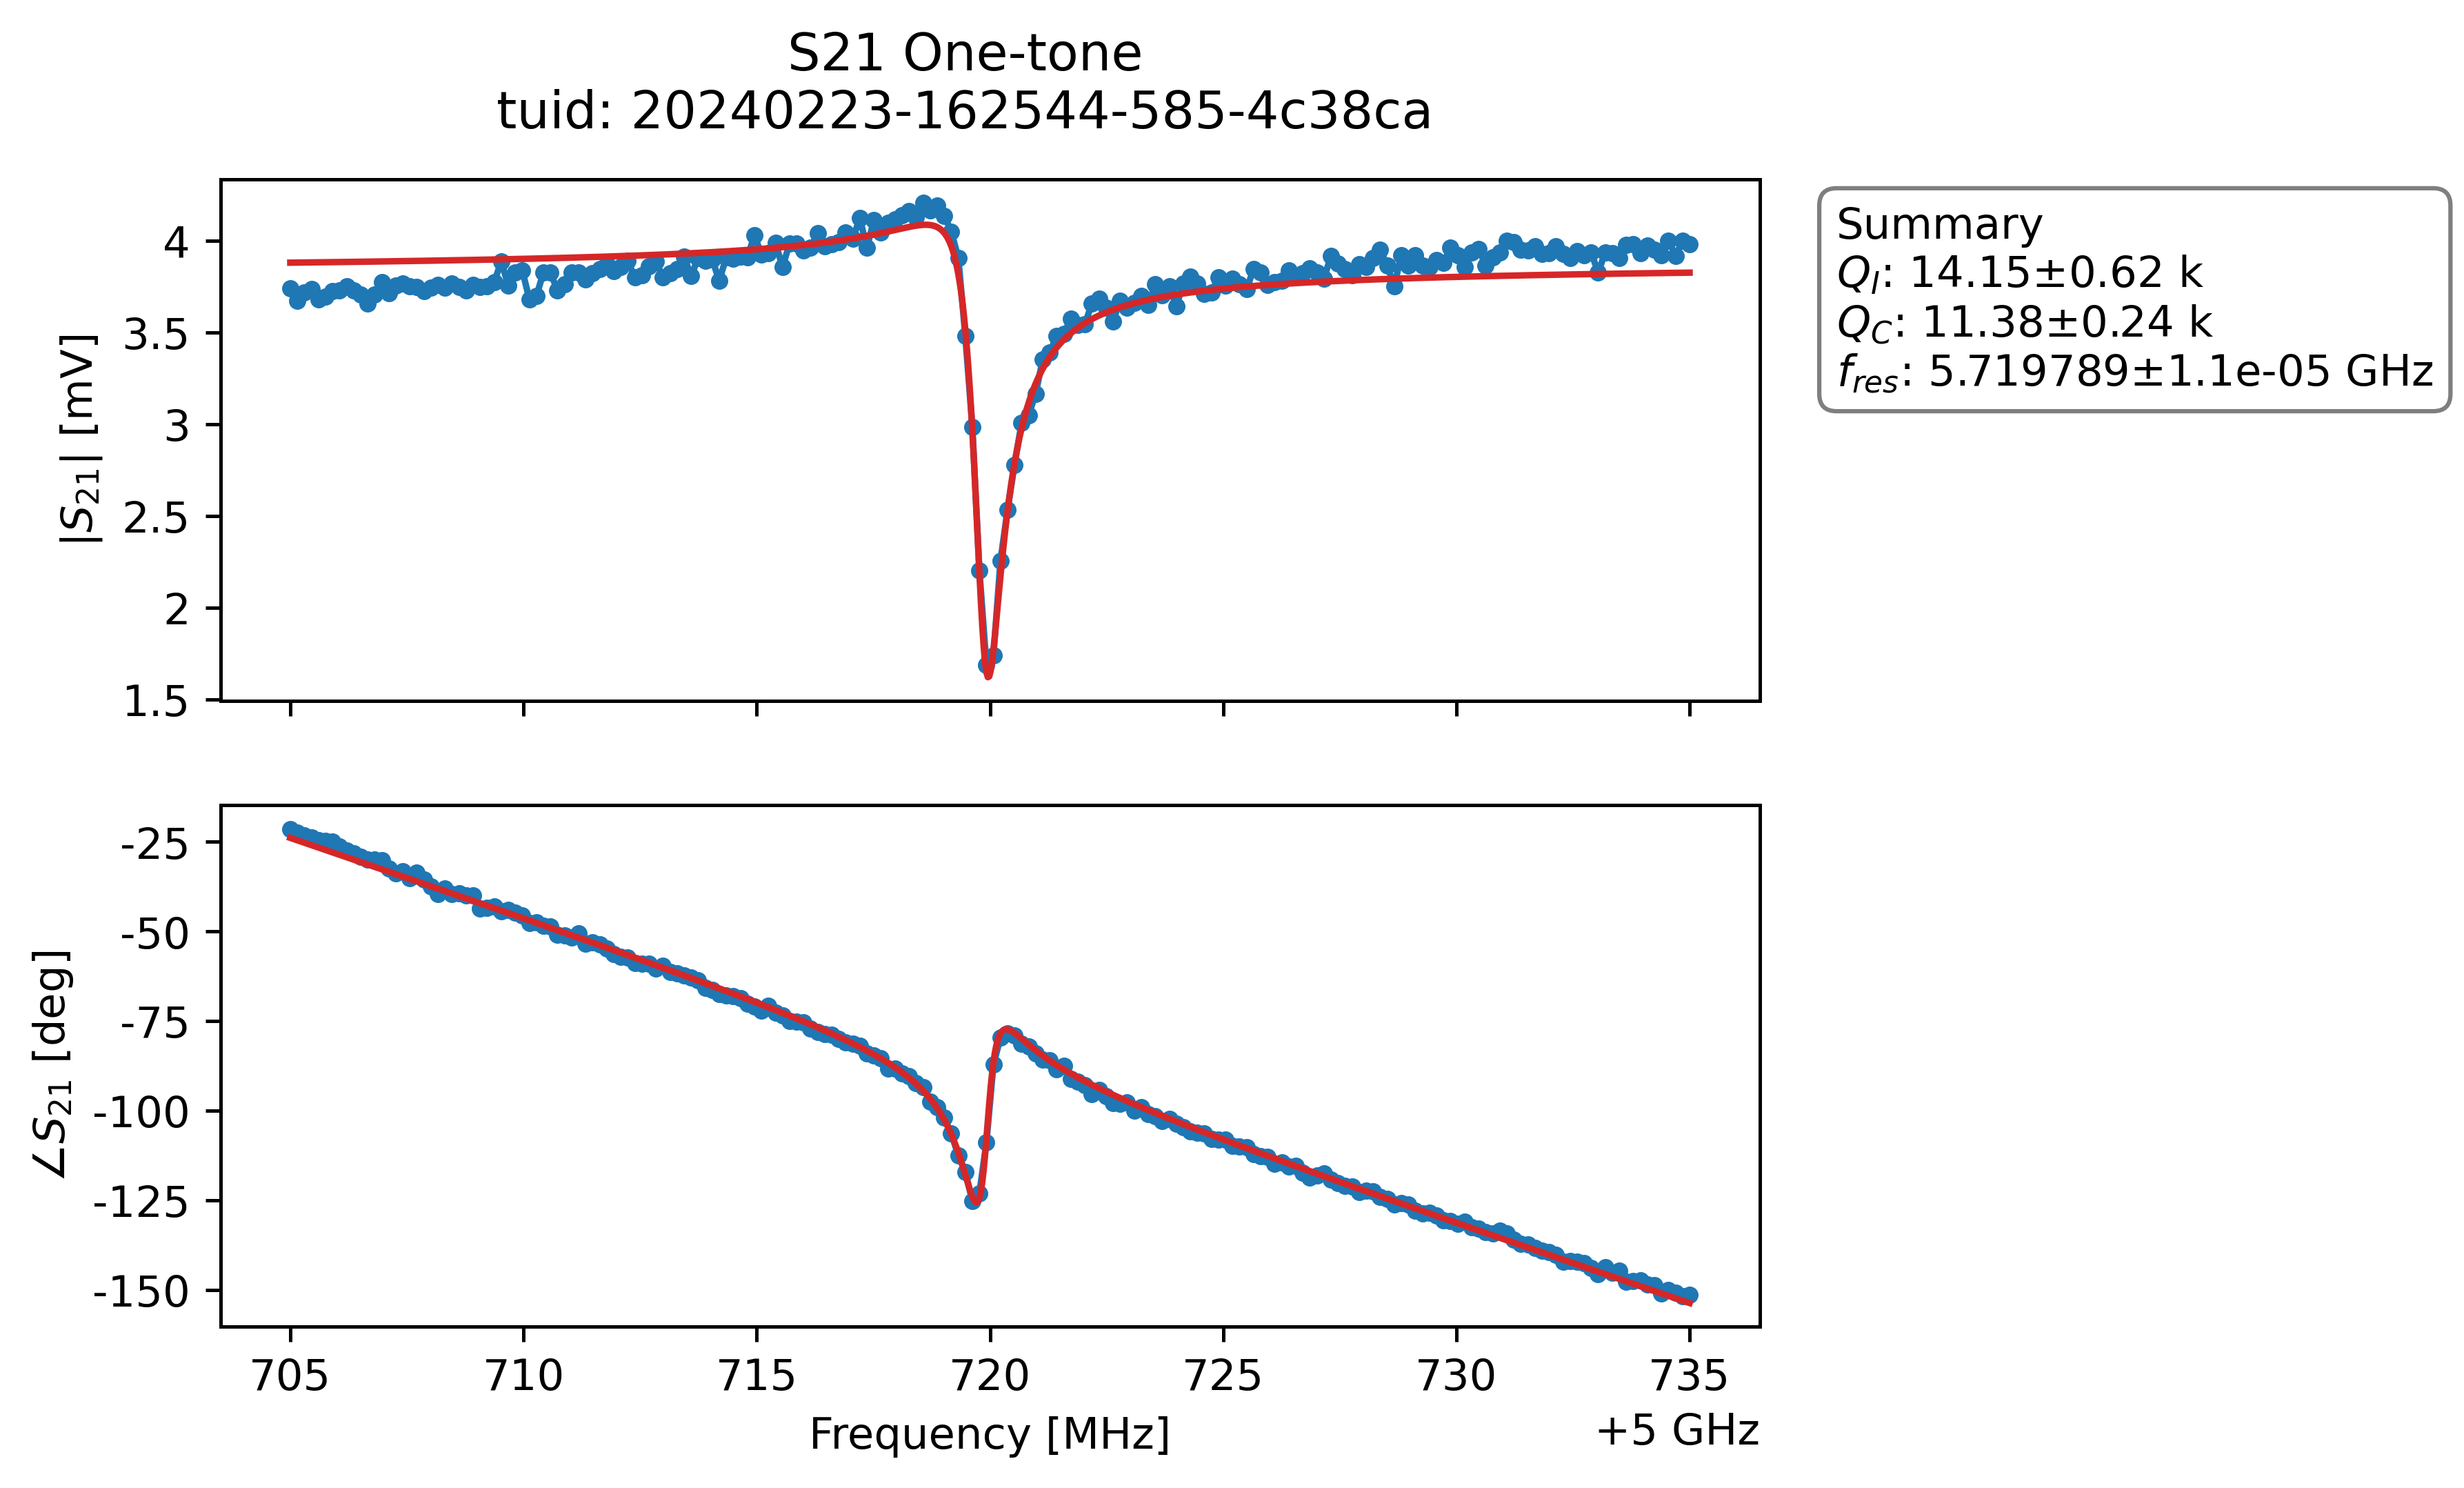 S21 One-tone
tuid: 20240223-162544-585-4c38ca
|S₂₁| [mV]
4
3.5
3
2.5
2
1.5
Summary
Qₗ: 14.15±0.62 k
Q_C: 11.38±0.24 k
f_res: 5.719789±1.1e-05 GHz
∠S₂₁ [deg]
-25
-50
-75
-100
-125
-150
705 710 715 720 725 730 735
Frequency [MHz]
+5 GHz